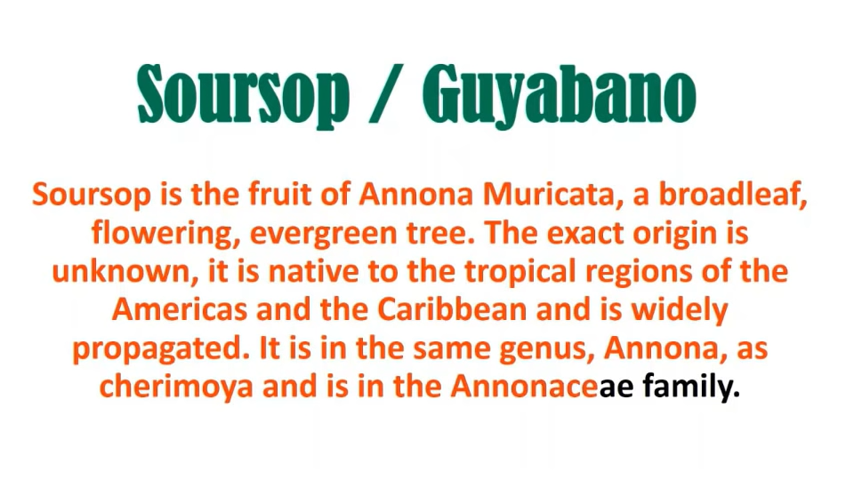 Soursop / Guyabano
Soursop is the fruit of Annona Muricata, a broadleaf,
flowering, evergreen tree. The exact origin is
unknown, it is native to the tropical regions of the
Americas and the Caribbean and is widely
propagated. It is in the same genus, Annona, as
cherimoya and is in the Annonaceae family.